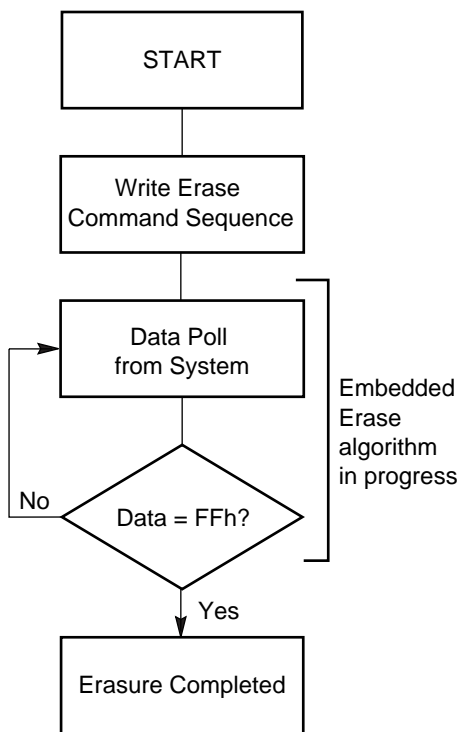 START
Write Erase
Command Sequence
Data Poll
from System
Embedded
Erase
algorithm
in progress
No
Data = FFh?
Yes
Erasure Completed